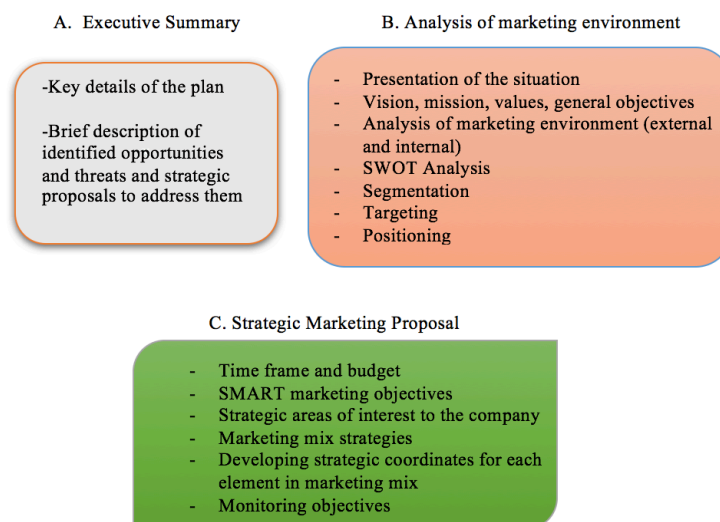 A. Executive Summary
-Key details of the plan
-Brief description of
identified opportunities
and threats and strategic
proposals to address them
B. Analysis of marketing environment
- Presentation of the situation
- Vision, mission, values, general objectives
- Analysis of marketing environment (external
and internal)
- SWOT Analysis
- Segmentation
- Targeting
- Positioning
C. Strategic Marketing Proposal
- Time frame and budget
- SMART marketing objectives
- Strategic areas of interest to the company
- Marketing mix strategies
- Developing strategic coordinates for each
element in marketing mix
- Monitoring objectives